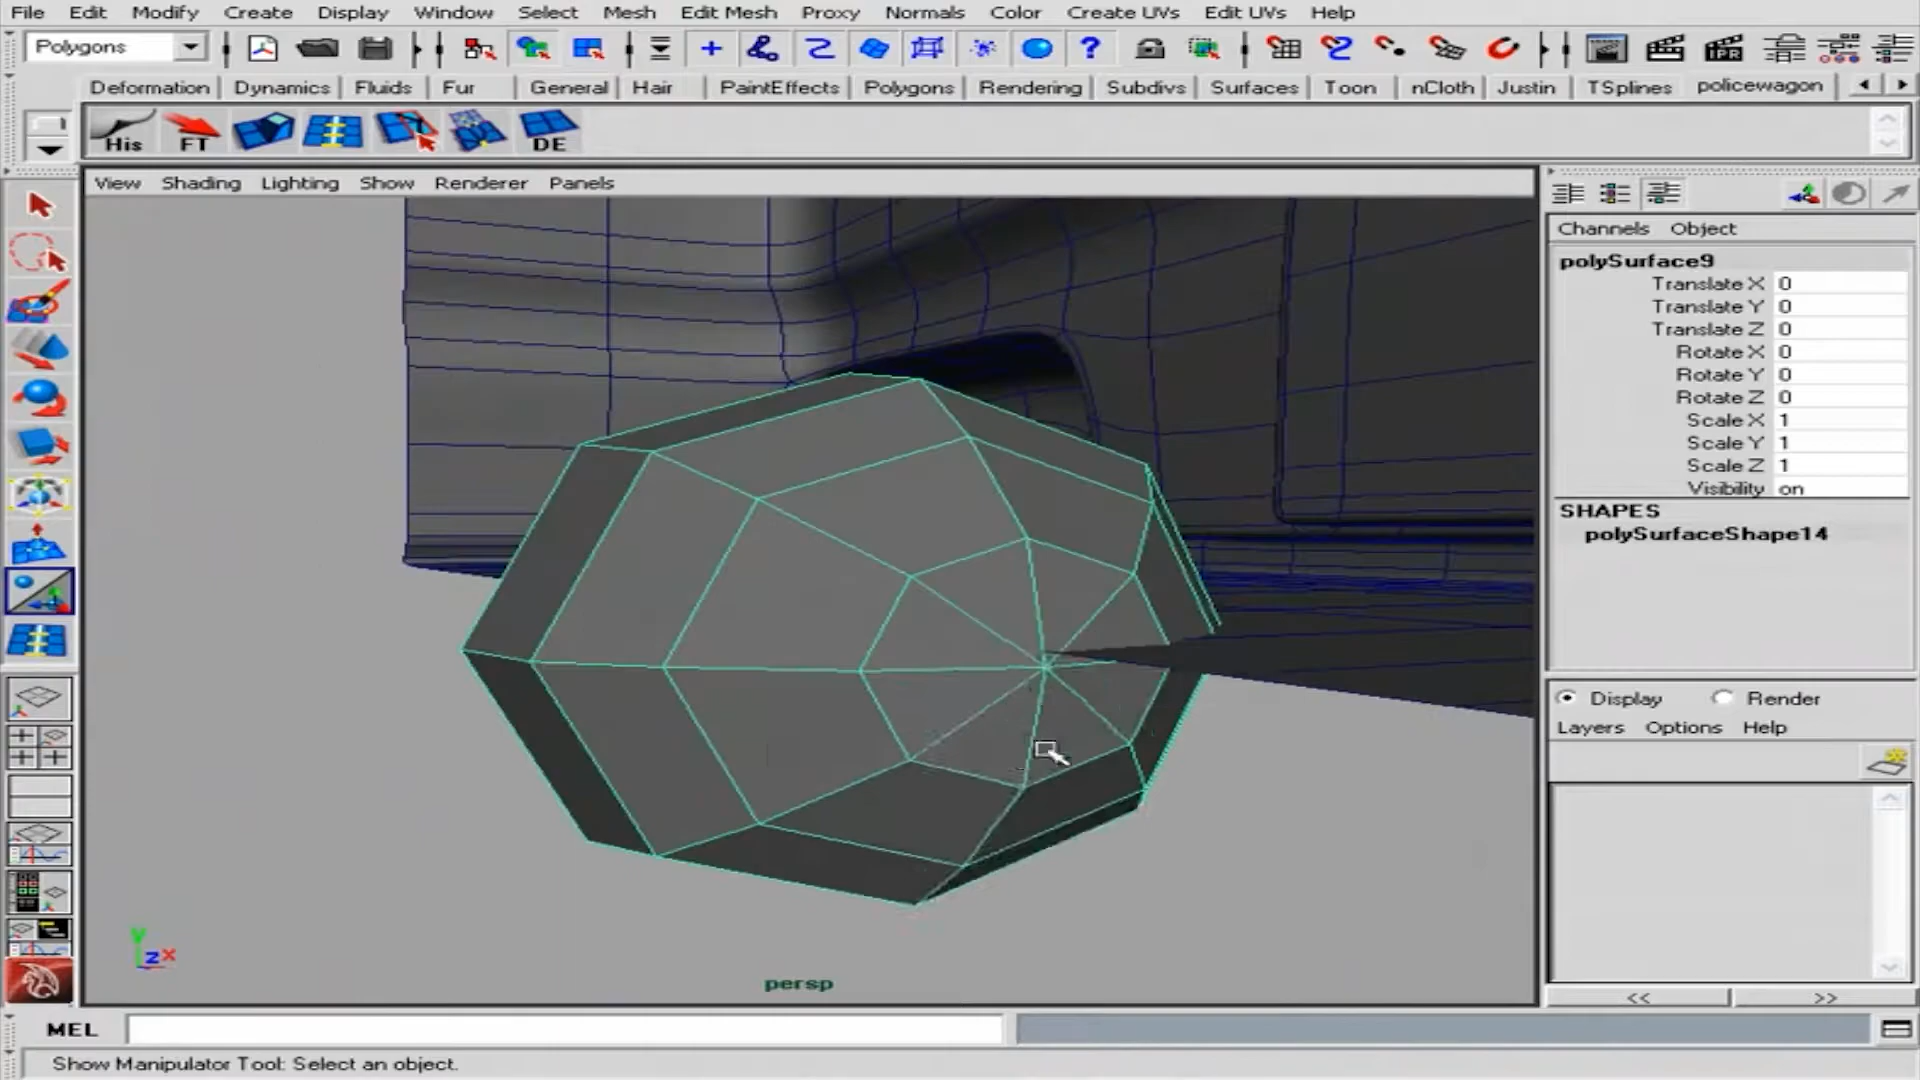 File Edit Modify Create Display Window Select Mesh Edit Mesh Proxy Normals Color Create UVs Edit UVs Help
Polygons
?
IPR
Deformation Dynamics Fluids Fur General Hair PaintEffects Polygons Rendering Subdivs Surfaces Toon nCloth Justin TSplines policewagon
His FT DE
View Shading Lighting Show Renderer Panels
Channels Object
polySurface9
Translate X 0
Translate Y 0
Translate Z 0
Rotate X 0
Rotate Y 0
Rotate Z 0
Scale X 1
Scale Y 1
Scale Z 1
Visibility on
SHAPES
polySurfaceShape14
Display Render
Layers Options Help
y z x
persp
<< >>
MEL
Show Manipulator Tool: Select an object.